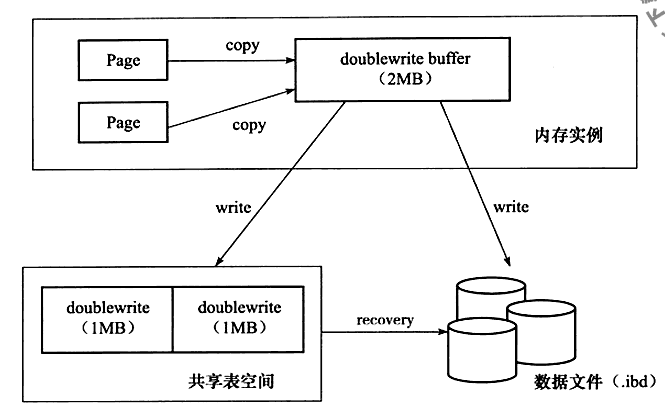 Page
copy
doublewrite buffer
（2MB）
Page
copy
内存实例
write
write
doublewrite
（1MB）
doublewrite
（1MB）
recovery
共享表空间
数据文件（.ibd）